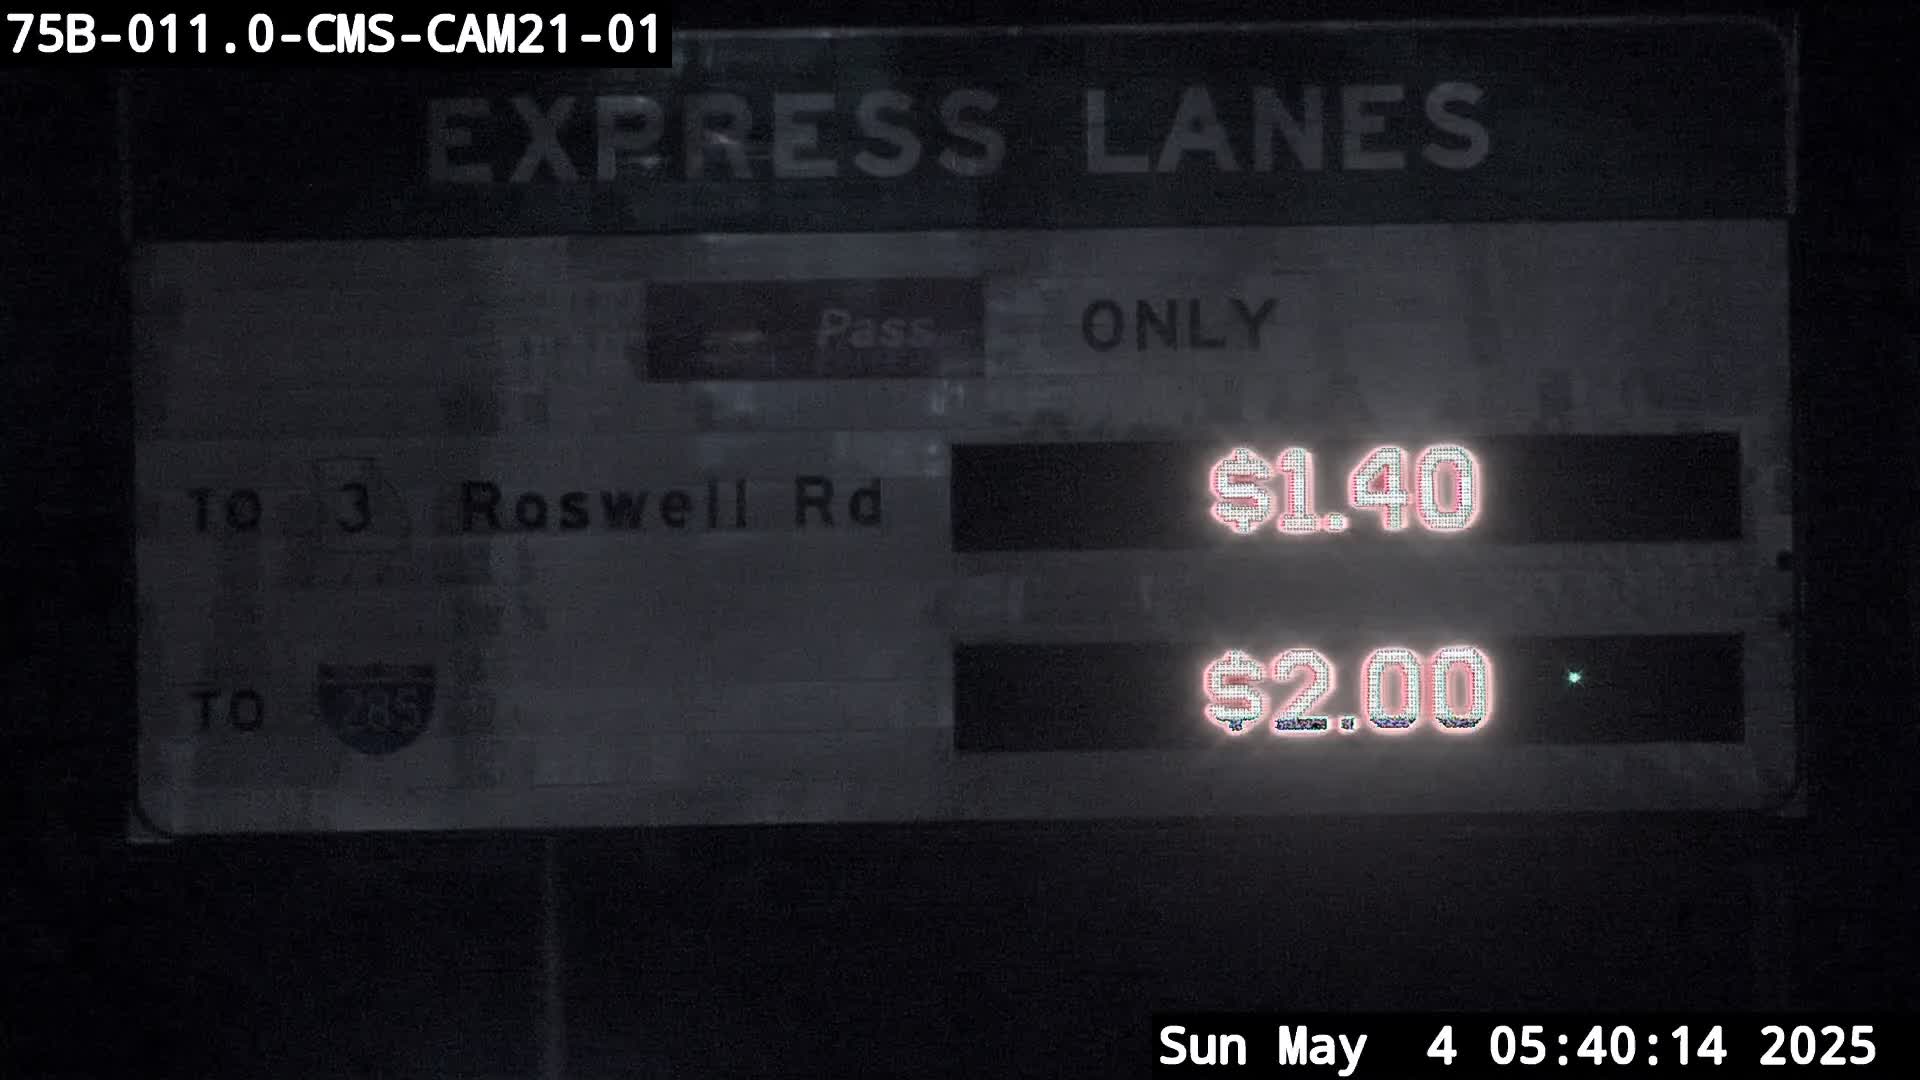 75B-011.0-CMS-CAM21-01
EXPRESS LANES
Pass ONLY
TO 3 Roswell Rd $1.40
TO 285 $2.00
Sun May 4 05:40:14 2025